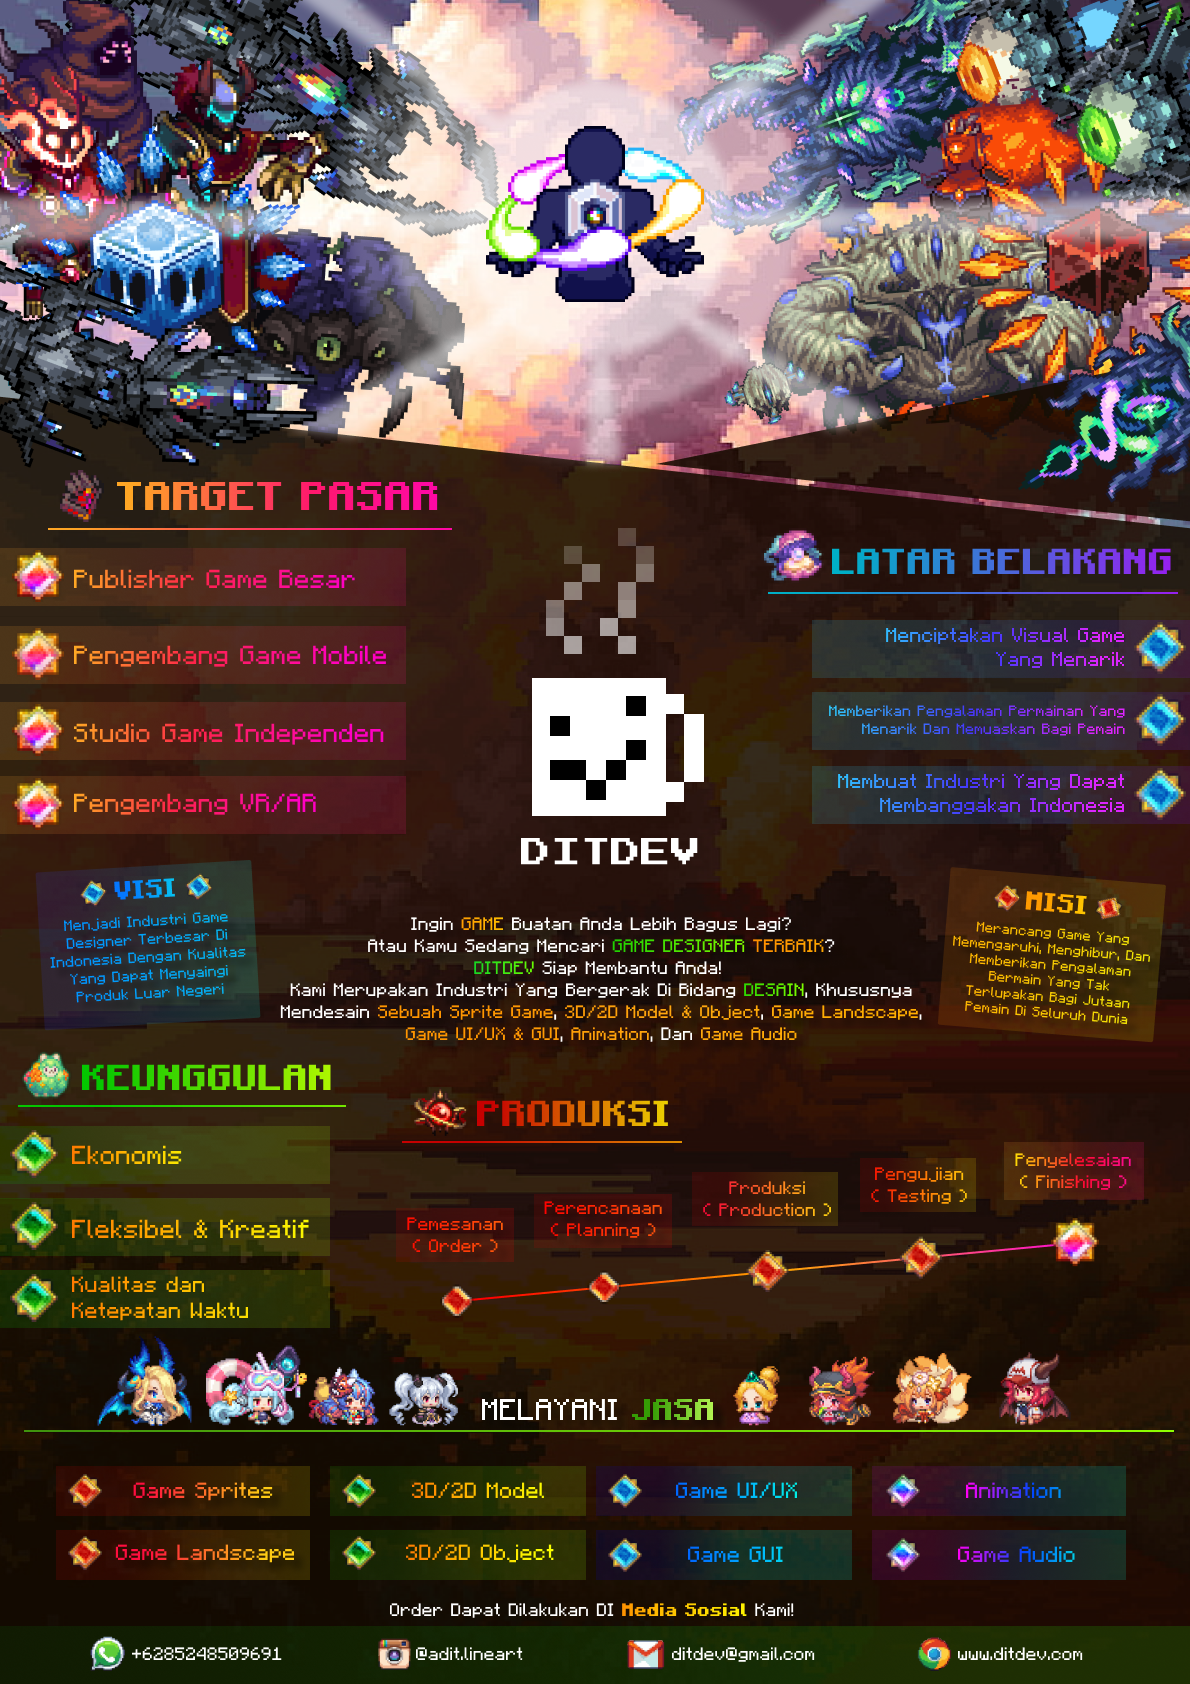 TARGET PASAR
Publisher Game Besar
Pengembang Game Mobile
Studio Game Independen
Pengembang VR/AR
LATAR BELAKANG
Menciptakan Visual Game
Yang Menarik
Memberikan Pengalaman Permainan Yang
Menarik Dan Memuaskan Bagi Pemain
Membuat Industri Yang Dapat
Membanggakan Indonesia
DITDEV
VISI
Menjadi Industri Game
Designer Terbesar Di
Indonesia Dengan Kualitas
Yang Dapat Menyaingi
Produk Luar Negeri
Ingin GAME Buatan Anda Lebih Bagus Lagi?
Atau Kamu Sedang Mencari GAME DESIGNER TERBAIK?
DITDEV Siap Membantu Anda!
Kami Merupakan Industri Yang Bergerak Di Bidang DESAIN, Khususnya
Mendesain Sebuah Sprite Game, 3D/2D Model & Object, Game Landscape,
Game UI/UX & GUI, Animation, Dan Game Audio
MISI
Merancang Game Yang
Memengaruhi, Menghibur, Dan
Memberikan Pengalaman
Bermain Yang Tak
Terlupakan Bagi Jutaan
Pemain Di Seluruh Dunia
KEUNGGULAN
Ekonomis
Fleksibel & Kreatif
Kualitas dan
Ketepatan Waktu
PRODUKSI
Pemesanan
( Order )
Perencanaan
( Planning )
Produksi
( Production )
Pengujian
( Testing )
Penyelesaian
( Finishing )
MELAYANI JASA
Game Sprites
3D/2D Model
Game UI/UX
Animation
Game Landscape
3D/2D Object
Game GUI
Game Audio
Order Dapat Dilakukan DI Media Sosial Kami!
+6285248509691
@adit.lineart
ditdev@gmail.com
www.ditdev.com